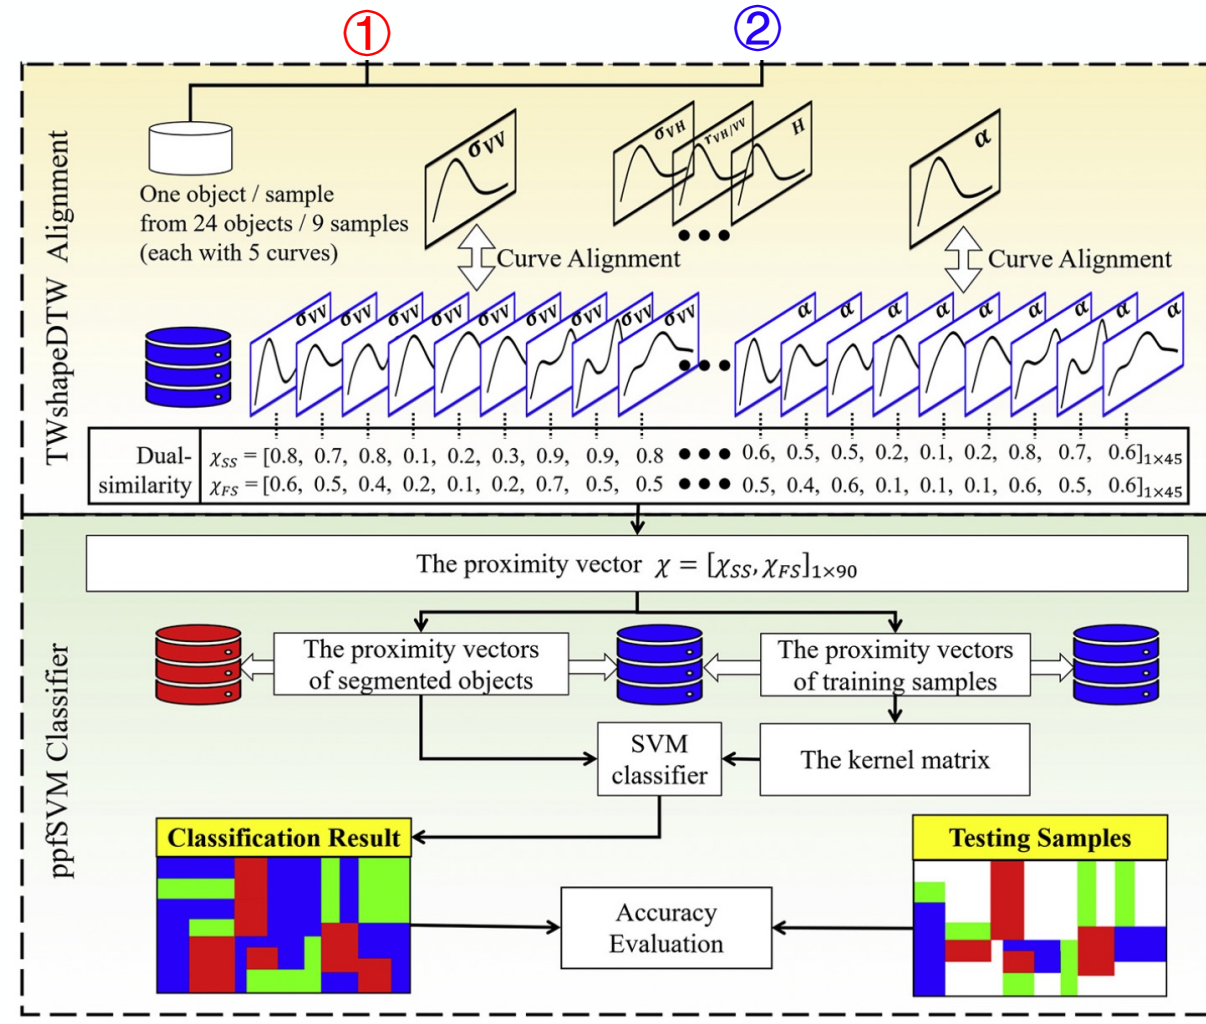 ①
②
TWshapeDTW Alignment
One object / sample
from 24 objects / 9 samples
(each with 5 curves)
σVV
σVH
rVH/VV
H
α
Curve Alignment
Curve Alignment
σVV σVV σVV σVV σVV σVV σVV σVV σVV
α α α α α α α α α
Dual-
similarity
χSS = [0.8, 0.7, 0.8, 0.1, 0.2, 0.3, 0.9, 0.9, 0.8 ●●● 0.6, 0.5, 0.5, 0.2, 0.1, 0.2, 0.8, 0.7, 0.6]1×45
χFS = [0.6, 0.5, 0.4, 0.2, 0.1, 0.2, 0.7, 0.5, 0.5 ●●● 0.5, 0.4, 0.6, 0.1, 0.1, 0.1, 0.6, 0.5, 0.6]1×45
ppfSVM Classifier
The proximity vector χ = [χSS, χFS]1×90
The proximity vectors
of segmented objects
The proximity vectors
of training samples
SVM
classifier
The kernel matrix
Classification Result
Testing Samples
Accuracy
Evaluation